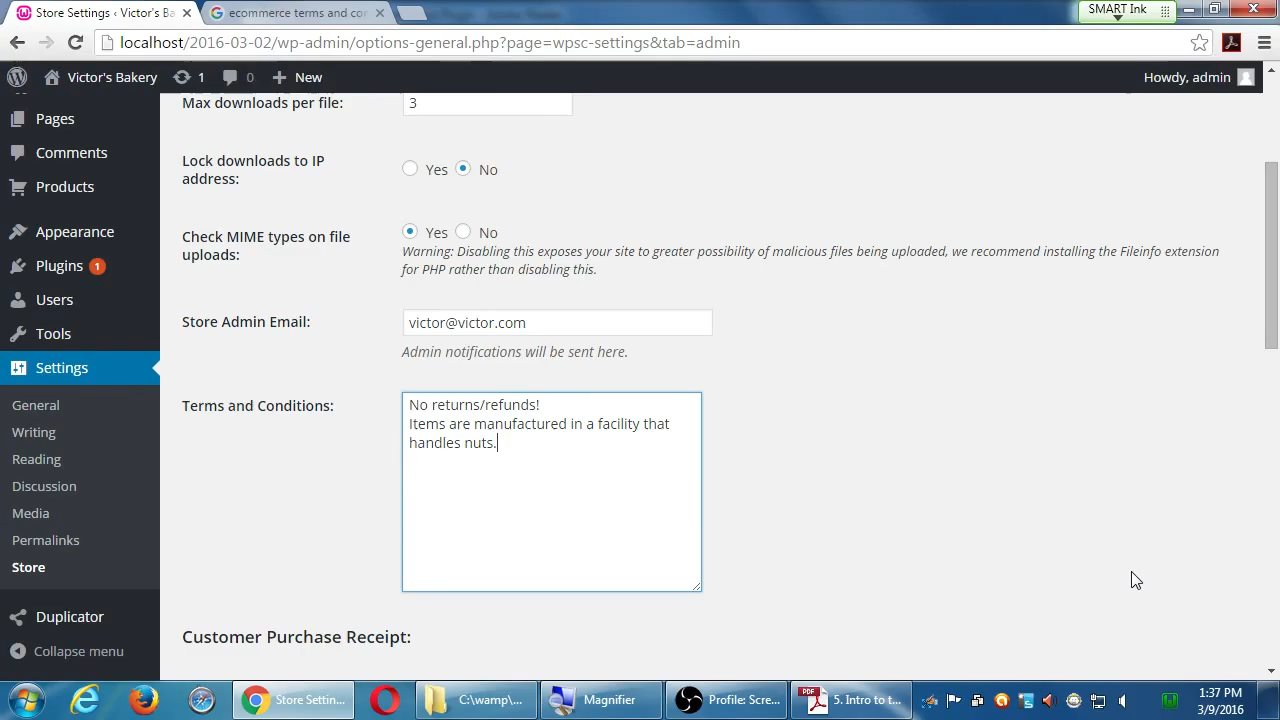 Store Settings ‹ Victor's Ba
ecommerce terms and con
SMART Ink
localhost/2016-03-02/wp-admin/options-general.php?page=wpsc-settings&tab=admin
Victor's Bakery
1
0
New
Howdy, admin
Pages
Comments
Products
Appearance
Plugins 1
Users
Tools
Settings
General
Writing
Reading
Discussion
Media
Permalinks
Store
Duplicator
Collapse menu
Max downloads per file:
3
Lock downloads to IP
address:
Yes No
Check MIME types on file
uploads:
Yes No
Warning: Disabling this exposes your site to greater possibility of malicious files being uploaded, we recommend installing the Fileinfo extension
for PHP rather than disabling this.
Store Admin Email:
victor@victor.com
Admin notifications will be sent here.
Terms and Conditions:
No returns/refunds!
Items are manufactured in a facility that
handles nuts.
Customer Purchase Receipt:
Store Settin...
C:\wamp\...
Magnifier
Profile: Scre...
PDF
5. Intro to t...
1:37 PM
3/9/2016